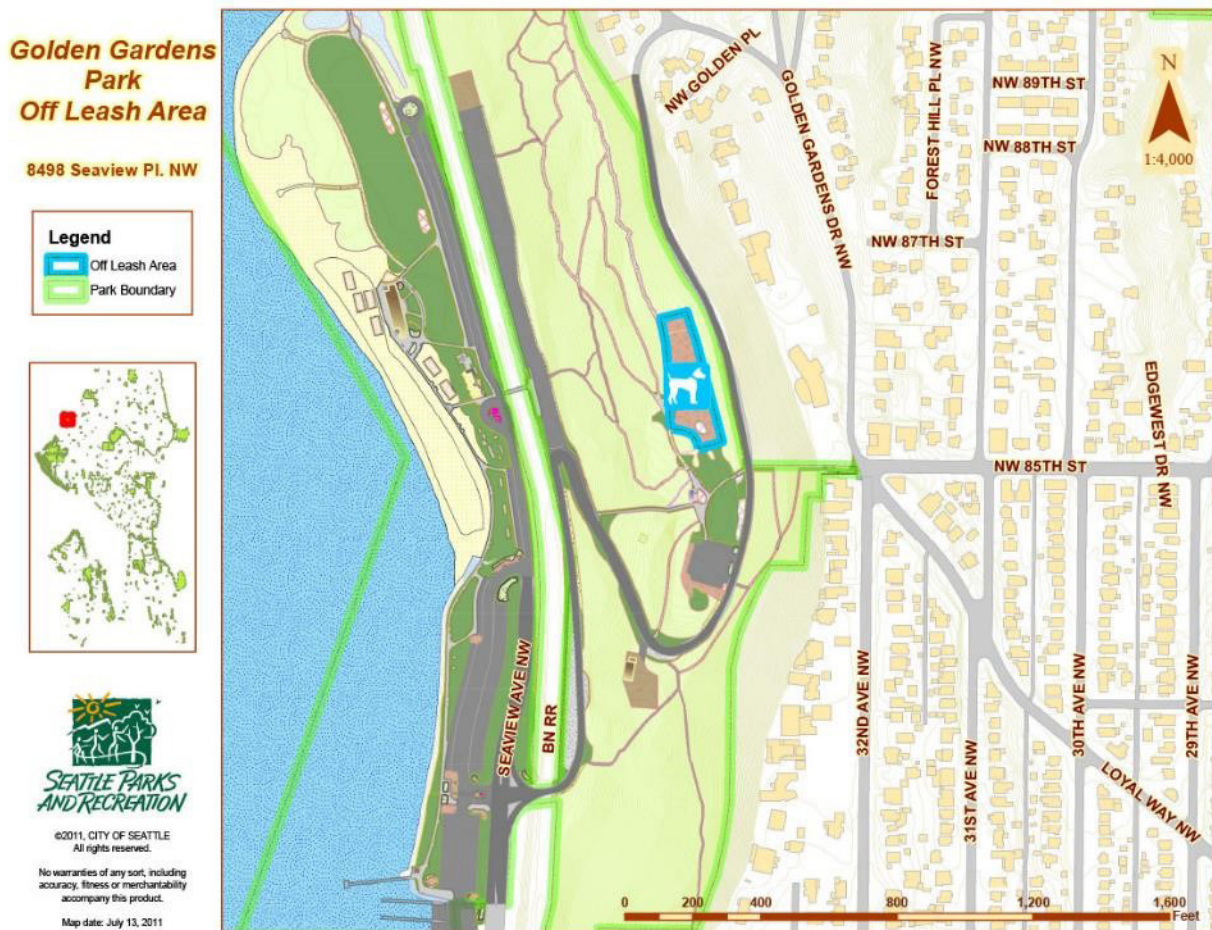 Golden Gardens
Park
Off Leash Area
8498 Seaview Pl. NW
Legend
Off Leash Area
Park Boundary
SEATTLE PARKS
AND RECREATION
©2011, CITY OF SEATTLE
All rights reserved.
No warranties of any sort, including
accuracy, fitness or merchantability
accompany this product.
Map date: July 13, 2011
NW GOLDEN PL
GOLDEN GARDENS DR NW
FOREST HILL PL NW
NW 89TH ST
NW 88TH ST
NW 87TH ST
N
1:4,000
EDGEWEST DR NW
NW 85TH ST
SEAVIEW AVE NW
BN RR
32ND AVE NW
31ST AVE NW
30TH AVE NW
29TH AVE NW
LOYAL WAY NW
0 200 400 800 1,200 1,600
Feet